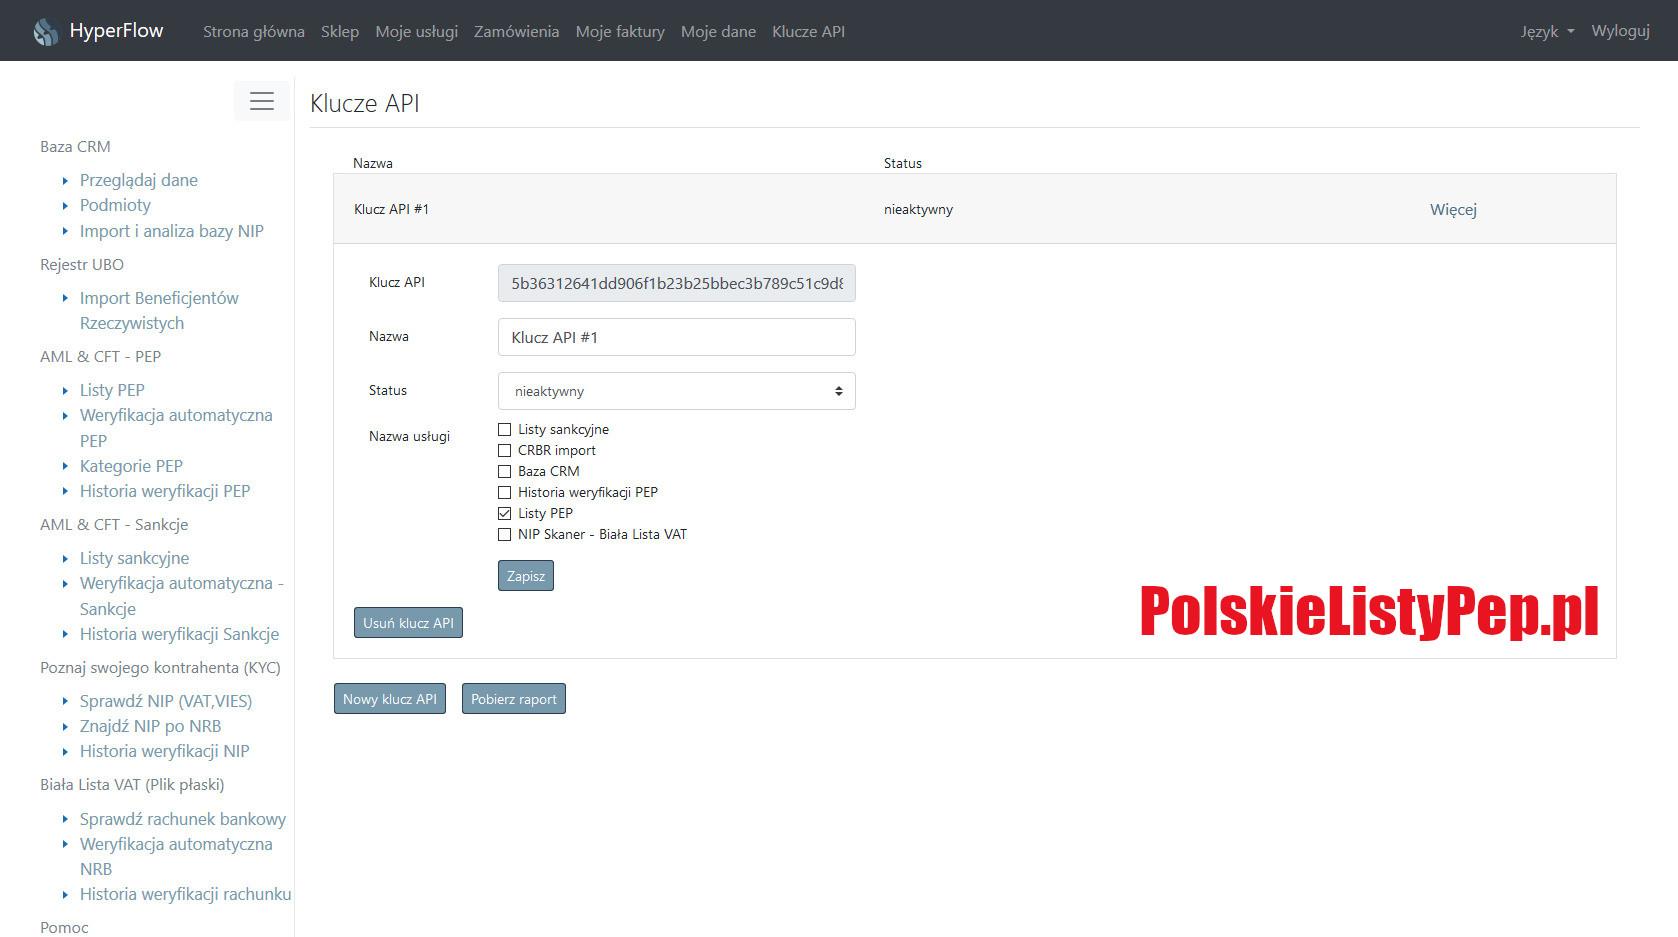 HyperFlow
Strona główna Sklep Moje usługi Zamówienia Moje faktury Moje dane Klucze API
Język Wyloguj
Baza CRM
Przeglądaj dane
Podmioty
Import i analiza bazy NIP
Rejestr UBO
Import Beneficjentów
Rzeczywistych
AML & CFT - PEP
Listy PEP
Weryfikacja automatyczna
PEP
Kategorie PEP
Historia weryfikacji PEP
AML & CFT - Sankcje
Listy sankcyjne
Weryfikacja automatyczna -
Sankcje
Historia weryfikacji Sankcje
Poznaj swojego kontrahenta (KYC)
Sprawdź NIP (VAT,VIES)
Znajdź NIP po NRB
Historia weryfikacji NIP
Biała Lista VAT (Plik płaski)
Sprawdź rachunek bankowy
Weryfikacja automatyczna
NRB
Historia weryfikacji rachunku
Pomoc
Klucze API
Nazwa Status
Klucz API #1 nieaktywny Więcej
Klucz API 5b36312641dd906f1b23b25bbec3b789c51c9d8
Nazwa Klucz API #1
Status nieaktywny
Nazwa usługi
Listy sankcyjne
CRBR import
Baza CRM
Historia weryfikacji PEP
Listy PEP
NIP Skaner - Biała Lista VAT
Zapisz
Usuń klucz API
PolskieListyPep.pl
Nowy klucz API Pobierz raport